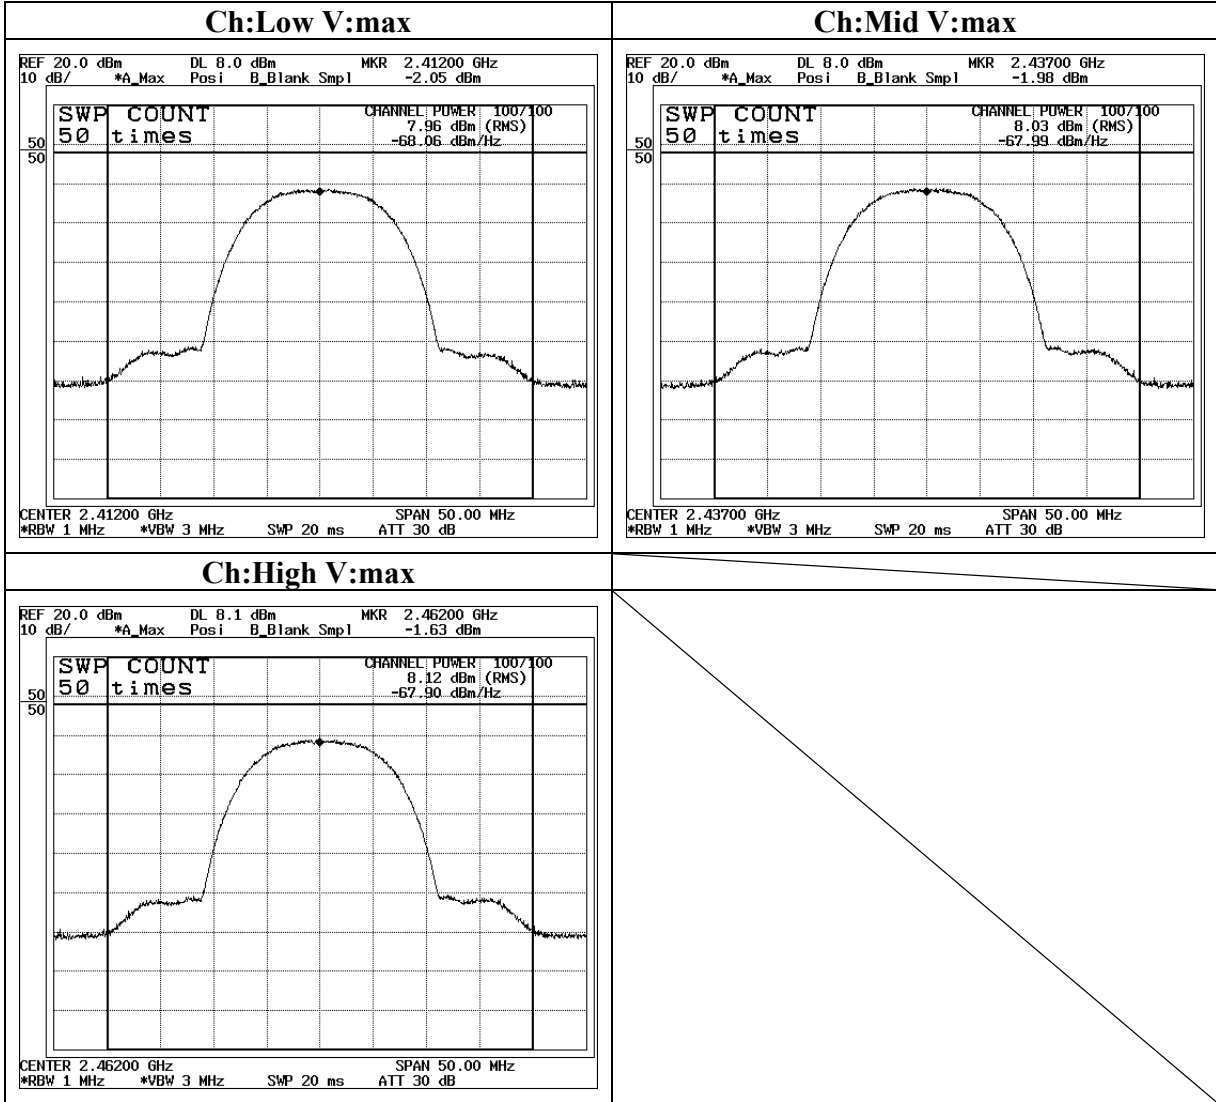 Ch:Low V:max
REF 20.0 dBm DL 8.0 dBm MKR 2.41200 GHz
10 dB/ *A_Max Posi B_Blank Smpl -2.05 dBm
SWP COUNT CHANNEL POWER 100/100
50 times 7.96 dBm (RMS)
-68.06 dBm/Hz
50
50
CENTER 2.41200 GHz SPAN 50.00 MHz
*RBW 1 MHz *VBW 3 MHz SWP 20 ms ATT 30 dB
Ch:Mid V:max
REF 20.0 dBm DL 8.0 dBm MKR 2.43700 GHz
10 dB/ *A_Max Posi B_Blank Smpl -1.98 dBm
SWP COUNT CHANNEL POWER 100/100
50 times 8.03 dBm (RMS)
-67.99 dBm/Hz
50
50
CENTER 2.43700 GHz SPAN 50.00 MHz
*RBW 1 MHz *VBW 3 MHz SWP 20 ms ATT 30 dB
Ch:High V:max
REF 20.0 dBm DL 8.1 dBm MKR 2.46200 GHz
10 dB/ *A_Max Posi B_Blank Smpl -1.63 dBm
SWP COUNT CHANNEL POWER 100/100
50 times 8.12 dBm (RMS)
-67.90 dBm/Hz
50
50
CENTER 2.46200 GHz SPAN 50.00 MHz
*RBW 1 MHz *VBW 3 MHz SWP 20 ms ATT 30 dB